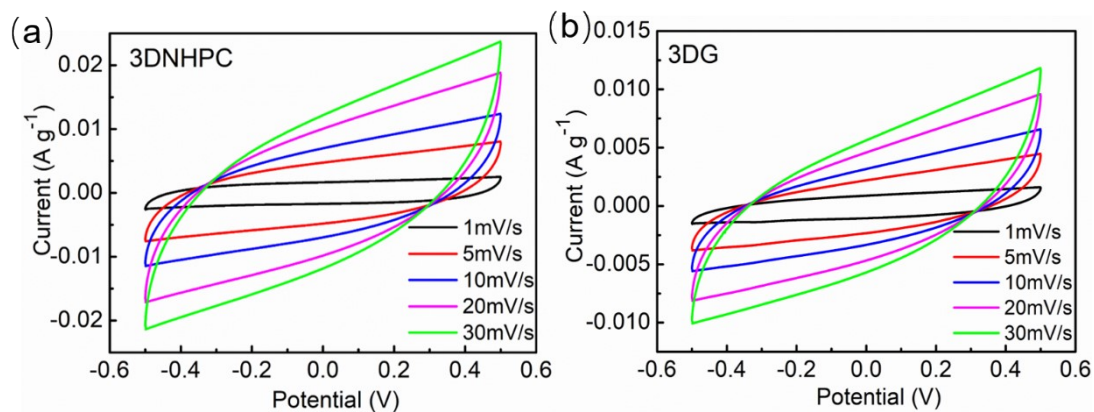 (a)
3DNHPC
Current (A g⁻¹)
0.02
0.01
0.00
-0.01
-0.02
1mV/s
5mV/s
10mV/s
20mV/s
30mV/s
-0.6 -0.4 -0.2 0.0 0.2 0.4 0.6
Potential (V)
(b)
3DG
Current (A g⁻¹)
0.015
0.010
0.005
0.000
-0.005
-0.010
1mV/s
5mV/s
10mV/s
20mV/s
30mV/s
-0.6 -0.4 -0.2 0.0 0.2 0.4 0.6
Potential (V)